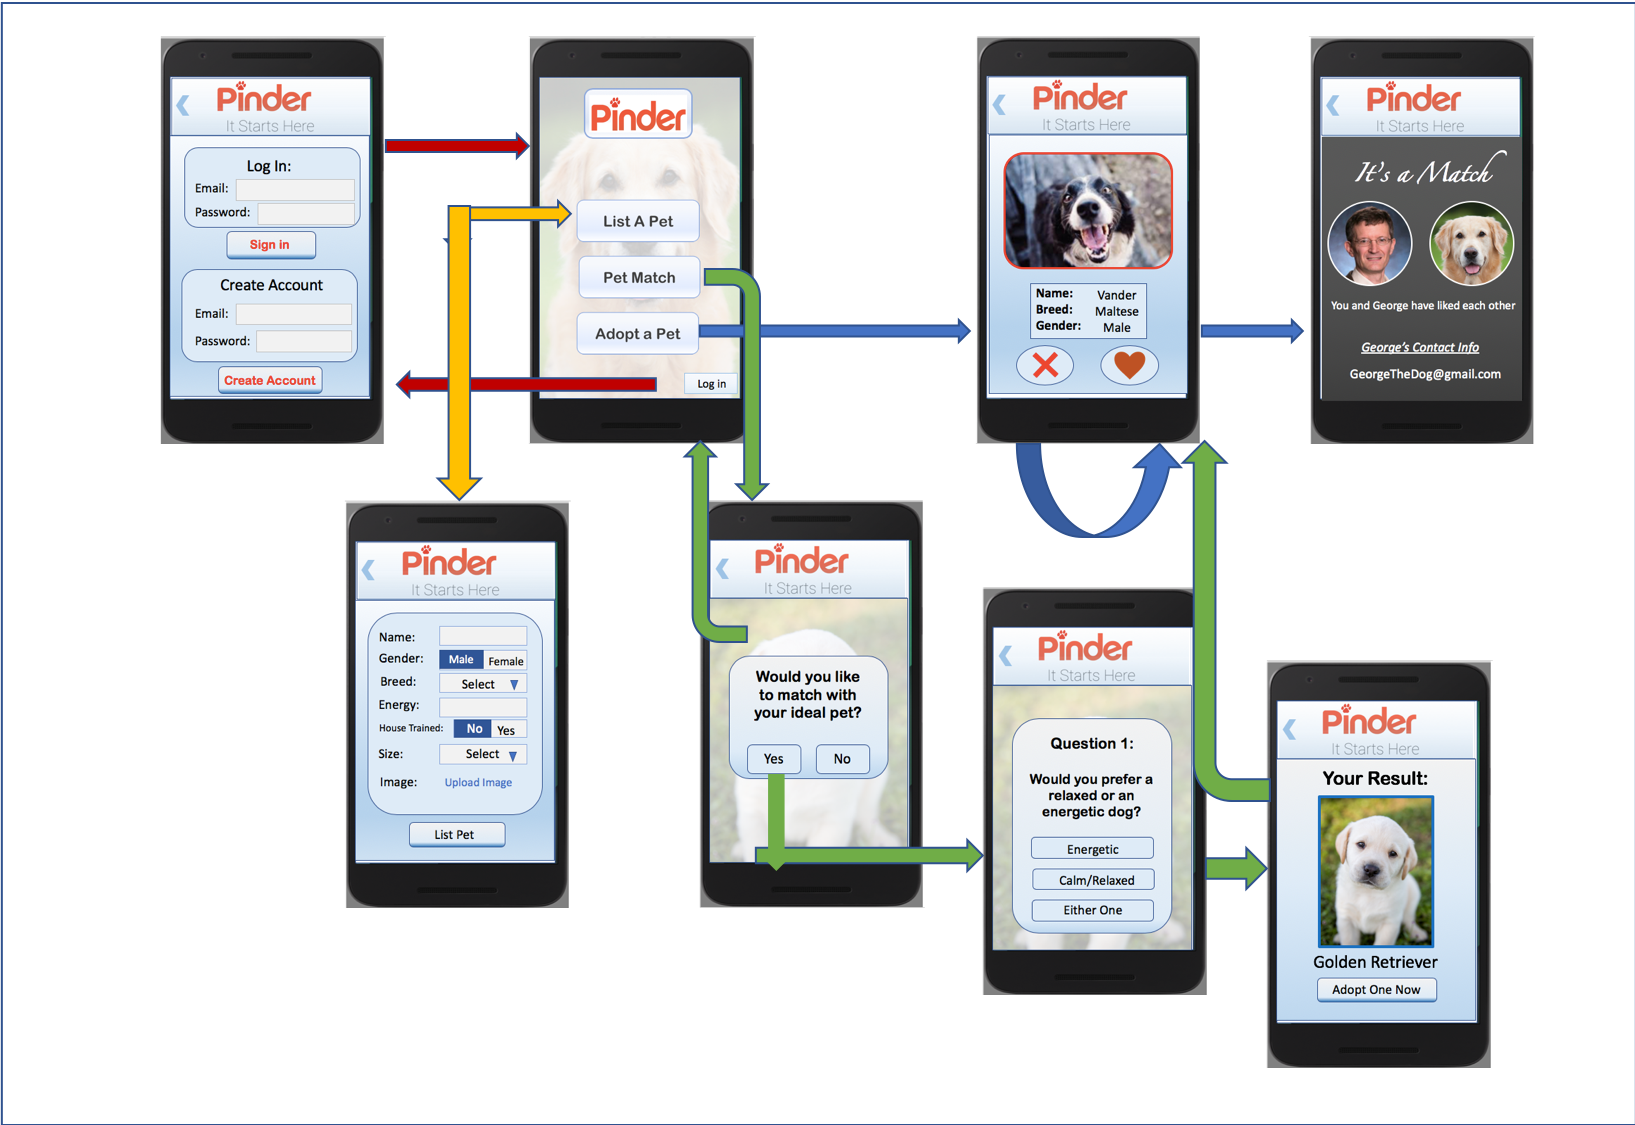 Pinder
It Starts Here
Log In:
Email:
Password:
Sign in
Create Account
Email:
Password:
Create Account
Pinder
List A Pet
Pet Match
Adopt a Pet
Log in
Pinder
It Starts Here
Name: Vander
Breed: Maltese
Gender: Male
Pinder
It Starts Here
It's a Match
You and George have liked each other
George's Contact Info
GeorgeTheDog@gmail.com
Pinder
It Starts Here
Name:
Gender: Male Female
Breed: Select
Energy:
House Trained: No Yes
Size: Select
Image: Upload Image
List Pet
Pinder
It Starts Here
Would you like
to match with
your ideal pet?
Yes No
Pinder
It Starts Here
Question 1:
Would you prefer a
relaxed or an
energetic dog?
Energetic
Calm/Relaxed
Either One
Pinder
It Starts Here
Your Result:
Golden Retriever
Adopt One Now